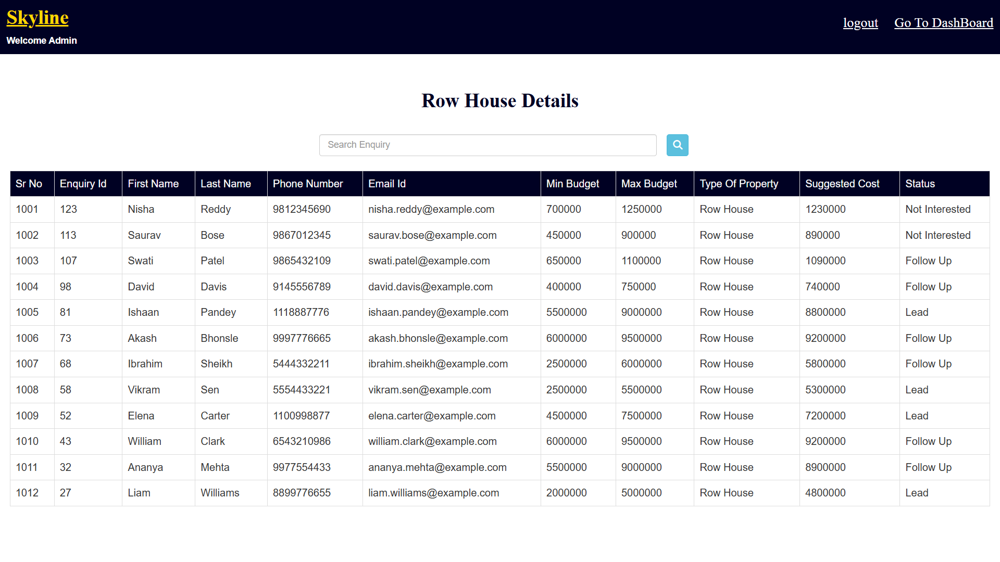 Skyline
Welcome Admin
logout Go To DashBoard
Row House Details
Search Enquiry
Sr No Enquiry Id First Name Last Name Phone Number Email Id Min Budget Max Budget Type Of Property Suggested Cost Status
1001 123 Nisha Reddy 9812345690 nisha.reddy@example.com 700000 1250000 Row House 1230000 Not Interested
1002 113 Saurav Bose 9867012345 saurav.bose@example.com 450000 900000 Row House 890000 Not Interested
1003 107 Swati Patel 9865432109 swati.patel@example.com 650000 1100000 Row House 1090000 Follow Up
1004 98 David Davis 9145556789 david.davis@example.com 400000 750000 Row House 740000 Follow Up
1005 81 Ishaan Pandey 1118887776 ishaan.pandey@example.com 5500000 9000000 Row House 8800000 Lead
1006 73 Akash Bhonsle 9997776665 akash.bhonsle@example.com 6000000 9500000 Row House 9200000 Follow Up
1007 68 Ibrahim Sheikh 5444332211 ibrahim.sheikh@example.com 2500000 6000000 Row House 5800000 Follow Up
1008 58 Vikram Sen 5554433221 vikram.sen@example.com 2500000 5500000 Row House 5300000 Lead
1009 52 Elena Carter 1100998877 elena.carter@example.com 4500000 7500000 Row House 7200000 Lead
1010 43 William Clark 6543210986 william.clark@example.com 6000000 9500000 Row House 9200000 Follow Up
1011 32 Ananya Mehta 9977554433 ananya.mehta@example.com 5500000 9000000 Row House 8900000 Follow Up
1012 27 Liam Williams 8899776655 liam.williams@example.com 2000000 5000000 Row House 4800000 Lead